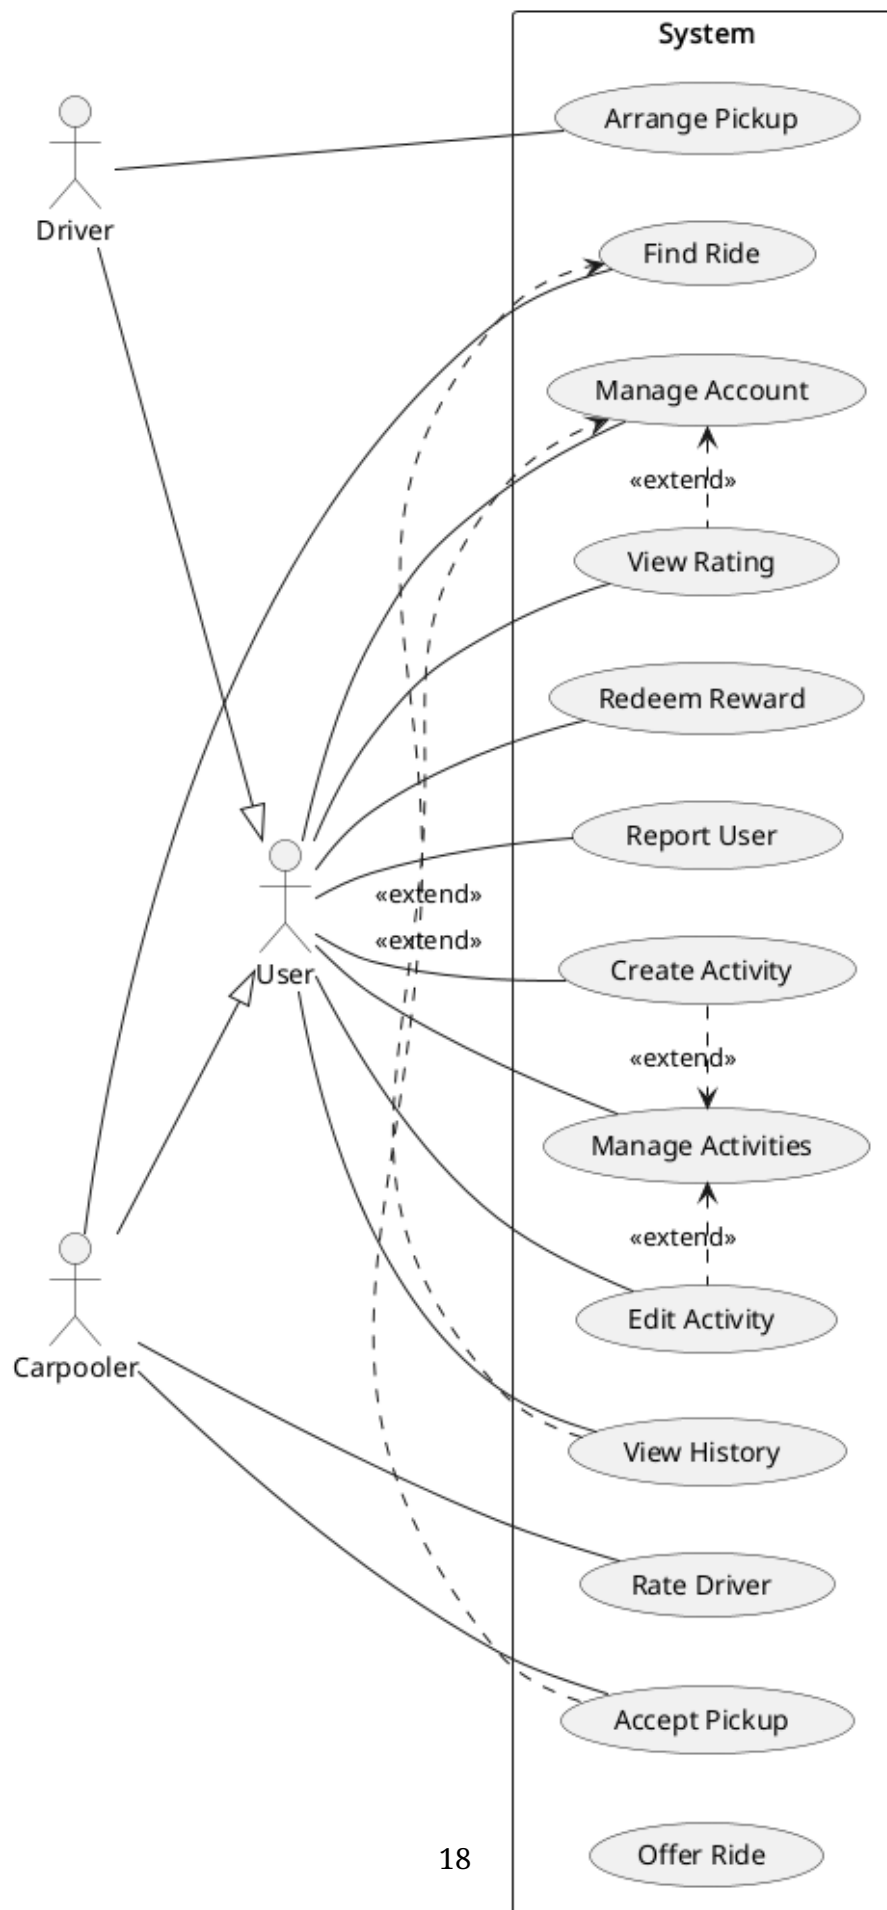 System
Arrange Pickup
Driver
Find Ride
Manage Account
«extend»
View Rating
Redeem Reward
Report User
«extend»
«extend»
Create Activity
User
«extend»
Manage Activities
«extend»
Edit Activity
Carpooler
View History
Rate Driver
Accept Pickup
Offer Ride
18